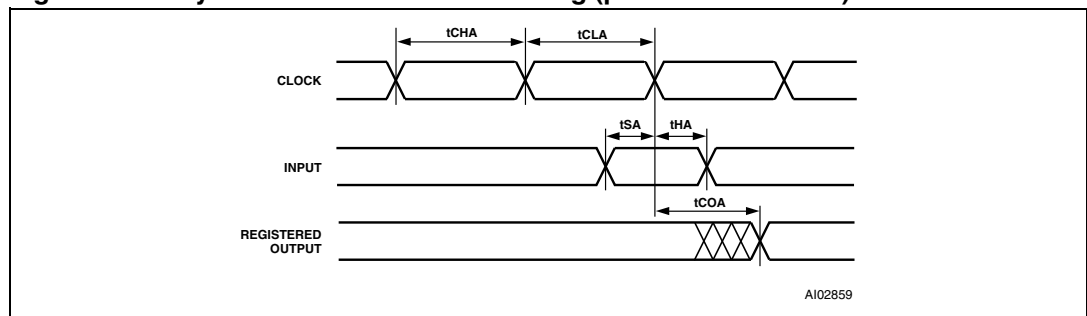 tCHA
tCLA
CLOCK
tSA
tHA
INPUT
tCOA
REGISTERED
OUTPUT
AI02859